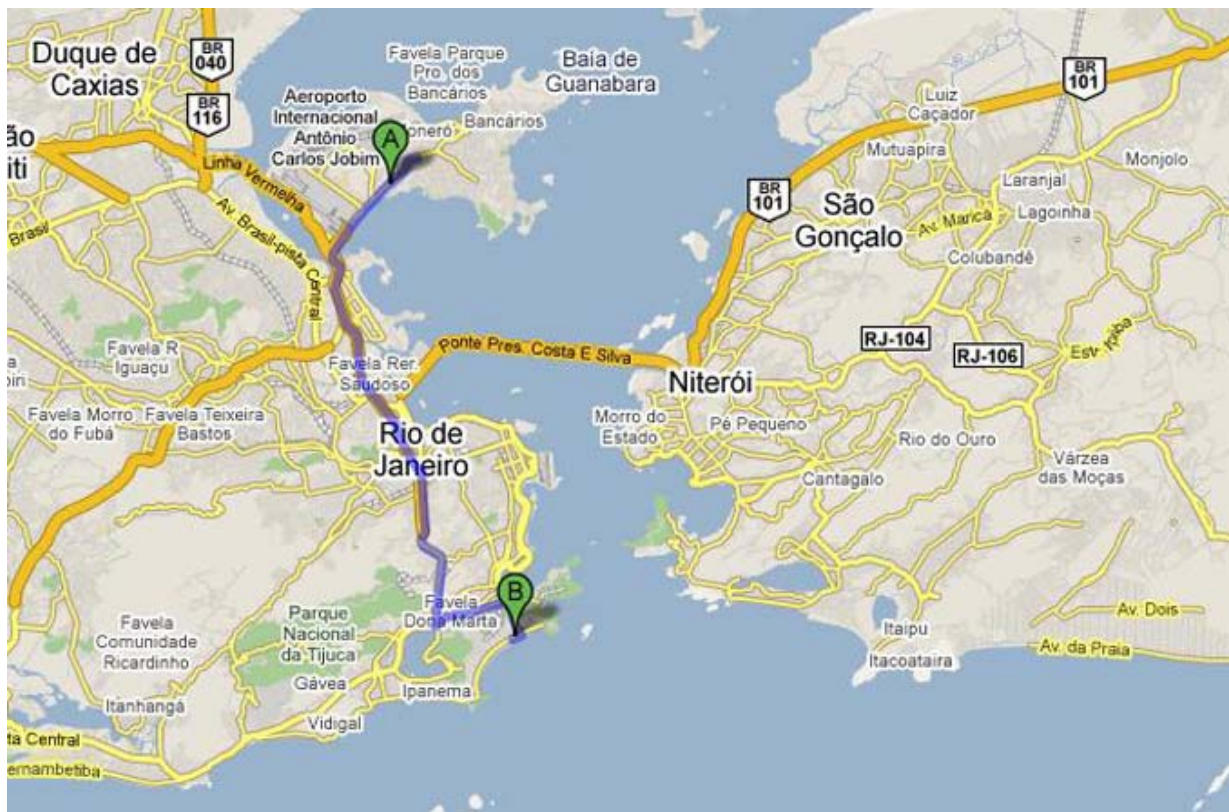 Duque de
Caxias
BR
040
BR
116
Favela Parque
Pro. dos
Bancários
Baía de
Guanabara
Aeroporto
Internacional
Antônio
Carlos Jobim
A
Bancários
BR
101
Luiz
Caçador
Mutuapira
Monjolo
Laranjal
Lagoinha
BR
101
São
Gonçalo
Av. Maricá
Colubandê
Linha Vermelha
Brasil
Av. Brasil-pista Central
Ponte Pres. Costa E Silva
RJ-104
RJ-106
Favela R
Iguaçu
Favela Rer.
Saudoso
Niterói
Favela Morro
do Fubá
Favela Teixeira
Bastos
Rio de
Janeiro
Morro do
Estado
Pé Pequeno
Rio do Ouro
Cantagalo
Várzea
das Moças
B
Favela
Dona Marta
Parque
Nacional
da Tijuca
Favela
Comunidade
Ricardinho
Av. Dois
Itaipu
Av. da Praia
Itacoataira
Gávea
Ipanema
Itanhangá
Vidigal
ta Central
ernambetiba